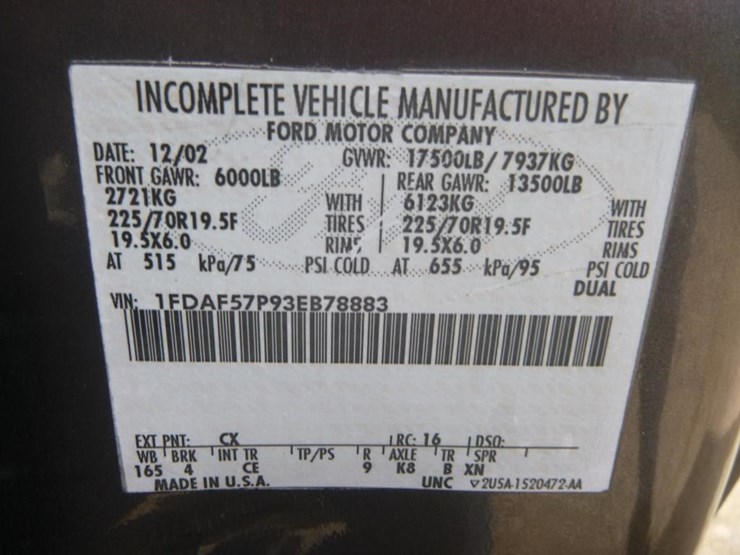 INCOMPLETE VEHICLE MANUFACTURED BY
FORD MOTOR COMPANY
DATE: 12/02 GVWR: 17500LB/ 7937KG
FRONT GAWR: 6000LB REAR GAWR: 13500LB
2721KG WITH 6123KG WITH
225/70R19.5F TIRES 225/70R19.5F TIRES
19.5X6.0 RIMS 19.5X6.0 RIMS
AT 515 kPa/75 PSI COLD AT 655 kPa/95 PSI COLD
DUAL
VIN: 1FDAF57P93EB78883
EXT PNT: CX RC: 16 DSO:
WB BRK INT TR TP/PS R AXLE TR SPR
165 4 CE 9 K8 B XN
MADE IN U.S.A. UNC ▽2U5A-1520472-AA